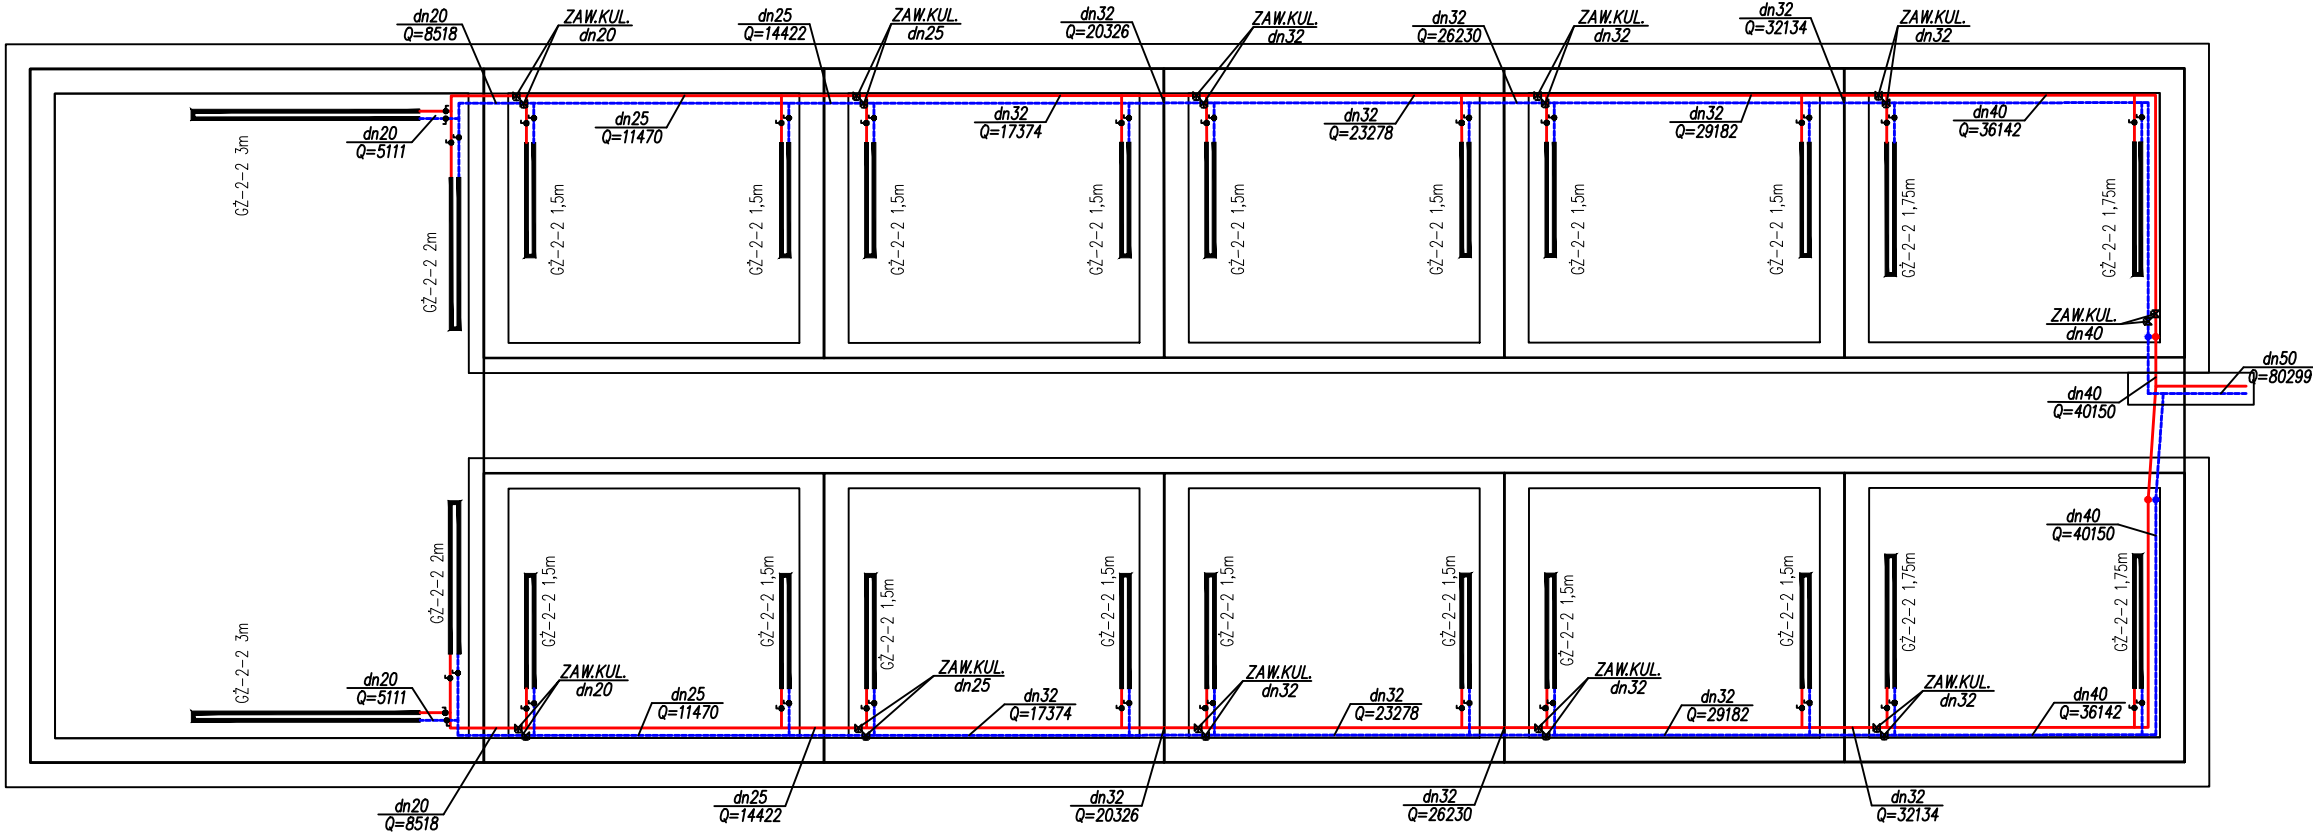 dn20
Q=8518
ZAW.KUL.
dn20
dn25
Q=14422
ZAW.KUL.
dn25
dn32
Q=20326
ZAW.KUL.
dn32
dn32
Q=26230
ZAW.KUL.
dn32
dn32
Q=32134
ZAW.KUL.
dn32
dn20
Q=5111
dn25
Q=11470
dn32
Q=17374
dn32
Q=23278
dn32
Q=29182
dn40
Q=36142
GŻ-2-2 3m
GŻ-2-2 2m
GŻ-2-2 1,5m
GŻ-2-2 1,5m
GŻ-2-2 1,5m
GŻ-2-2 1,5m
GŻ-2-2 1,5m
GŻ-2-2 1,5m
GŻ-2-2 1,5m
GŻ-2-2 1,5m
GŻ-2-2 1,75m
GŻ-2-2 1,75m
ZAW.KUL.
dn40
dn50
Q=80299
dn40
Q=40150
dn40
Q=40150
GŻ-2-2 2m
GŻ-2-2 1,5m
GŻ-2-2 1,5m
GŻ-2-2 1,5m
GŻ-2-2 1,5m
GŻ-2-2 1,5m
GŻ-2-2 1,5m
GŻ-2-2 1,5m
GŻ-2-2 1,5m
GŻ-2-2 1,75m
GŻ-2-2 1,75m
GŻ-2-2 3m
dn20
Q=5111
ZAW.KUL.
dn20
dn25
Q=11470
ZAW.KUL.
dn25
dn32
Q=17374
ZAW.KUL.
dn32
dn32
Q=23278
ZAW.KUL.
dn32
dn32
Q=29182
ZAW.KUL.
dn32
dn40
Q=36142
dn20
Q=8518
dn25
Q=14422
dn32
Q=20326
dn32
Q=26230
dn32
Q=32134